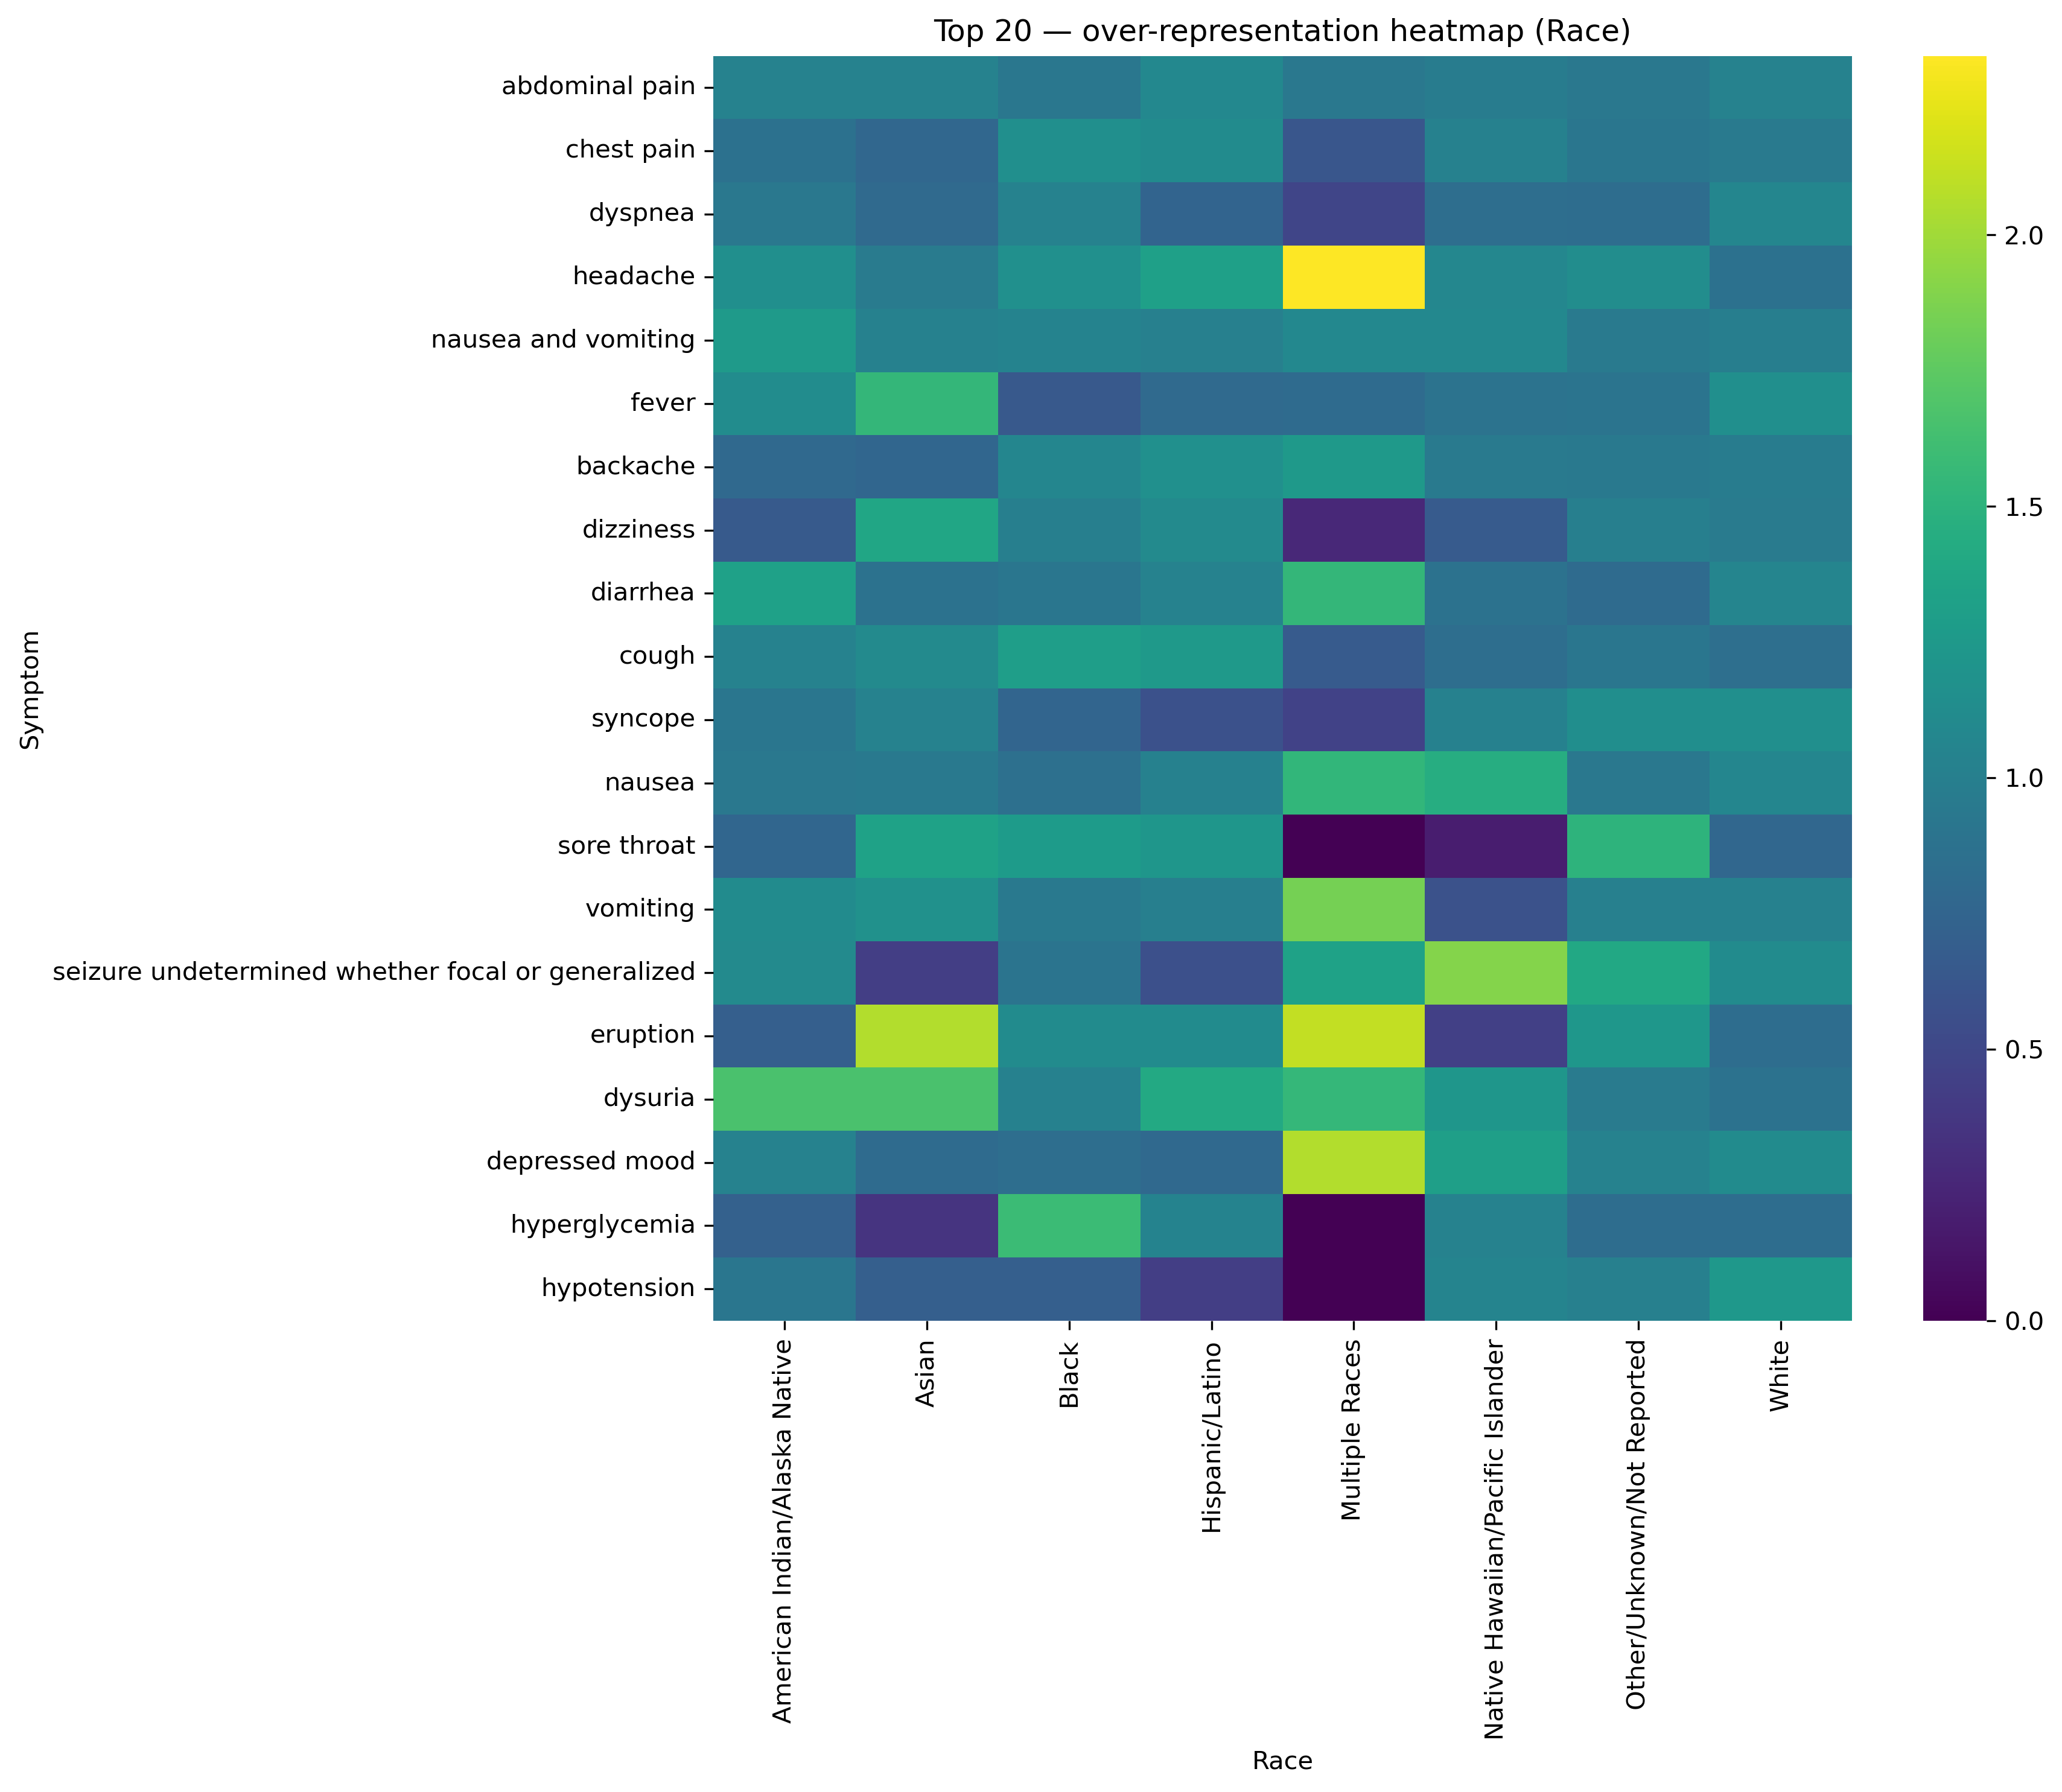 Top 20 — over-representation heatmap (Race)
Symptom
abdominal pain
chest pain
dyspnea
headache
nausea and vomiting
fever
backache
dizziness
diarrhea
cough
syncope
nausea
sore throat
vomiting
seizure undetermined whether focal or generalized
eruption
dysuria
depressed mood
hyperglycemia
hypotension
American Indian/Alaska Native
Asian
Black
Hispanic/Latino
Multiple Races
Native Hawaiian/Pacific Islander
Other/Unknown/Not Reported
White
Race
2.0
1.5
1.0
0.5
0.0